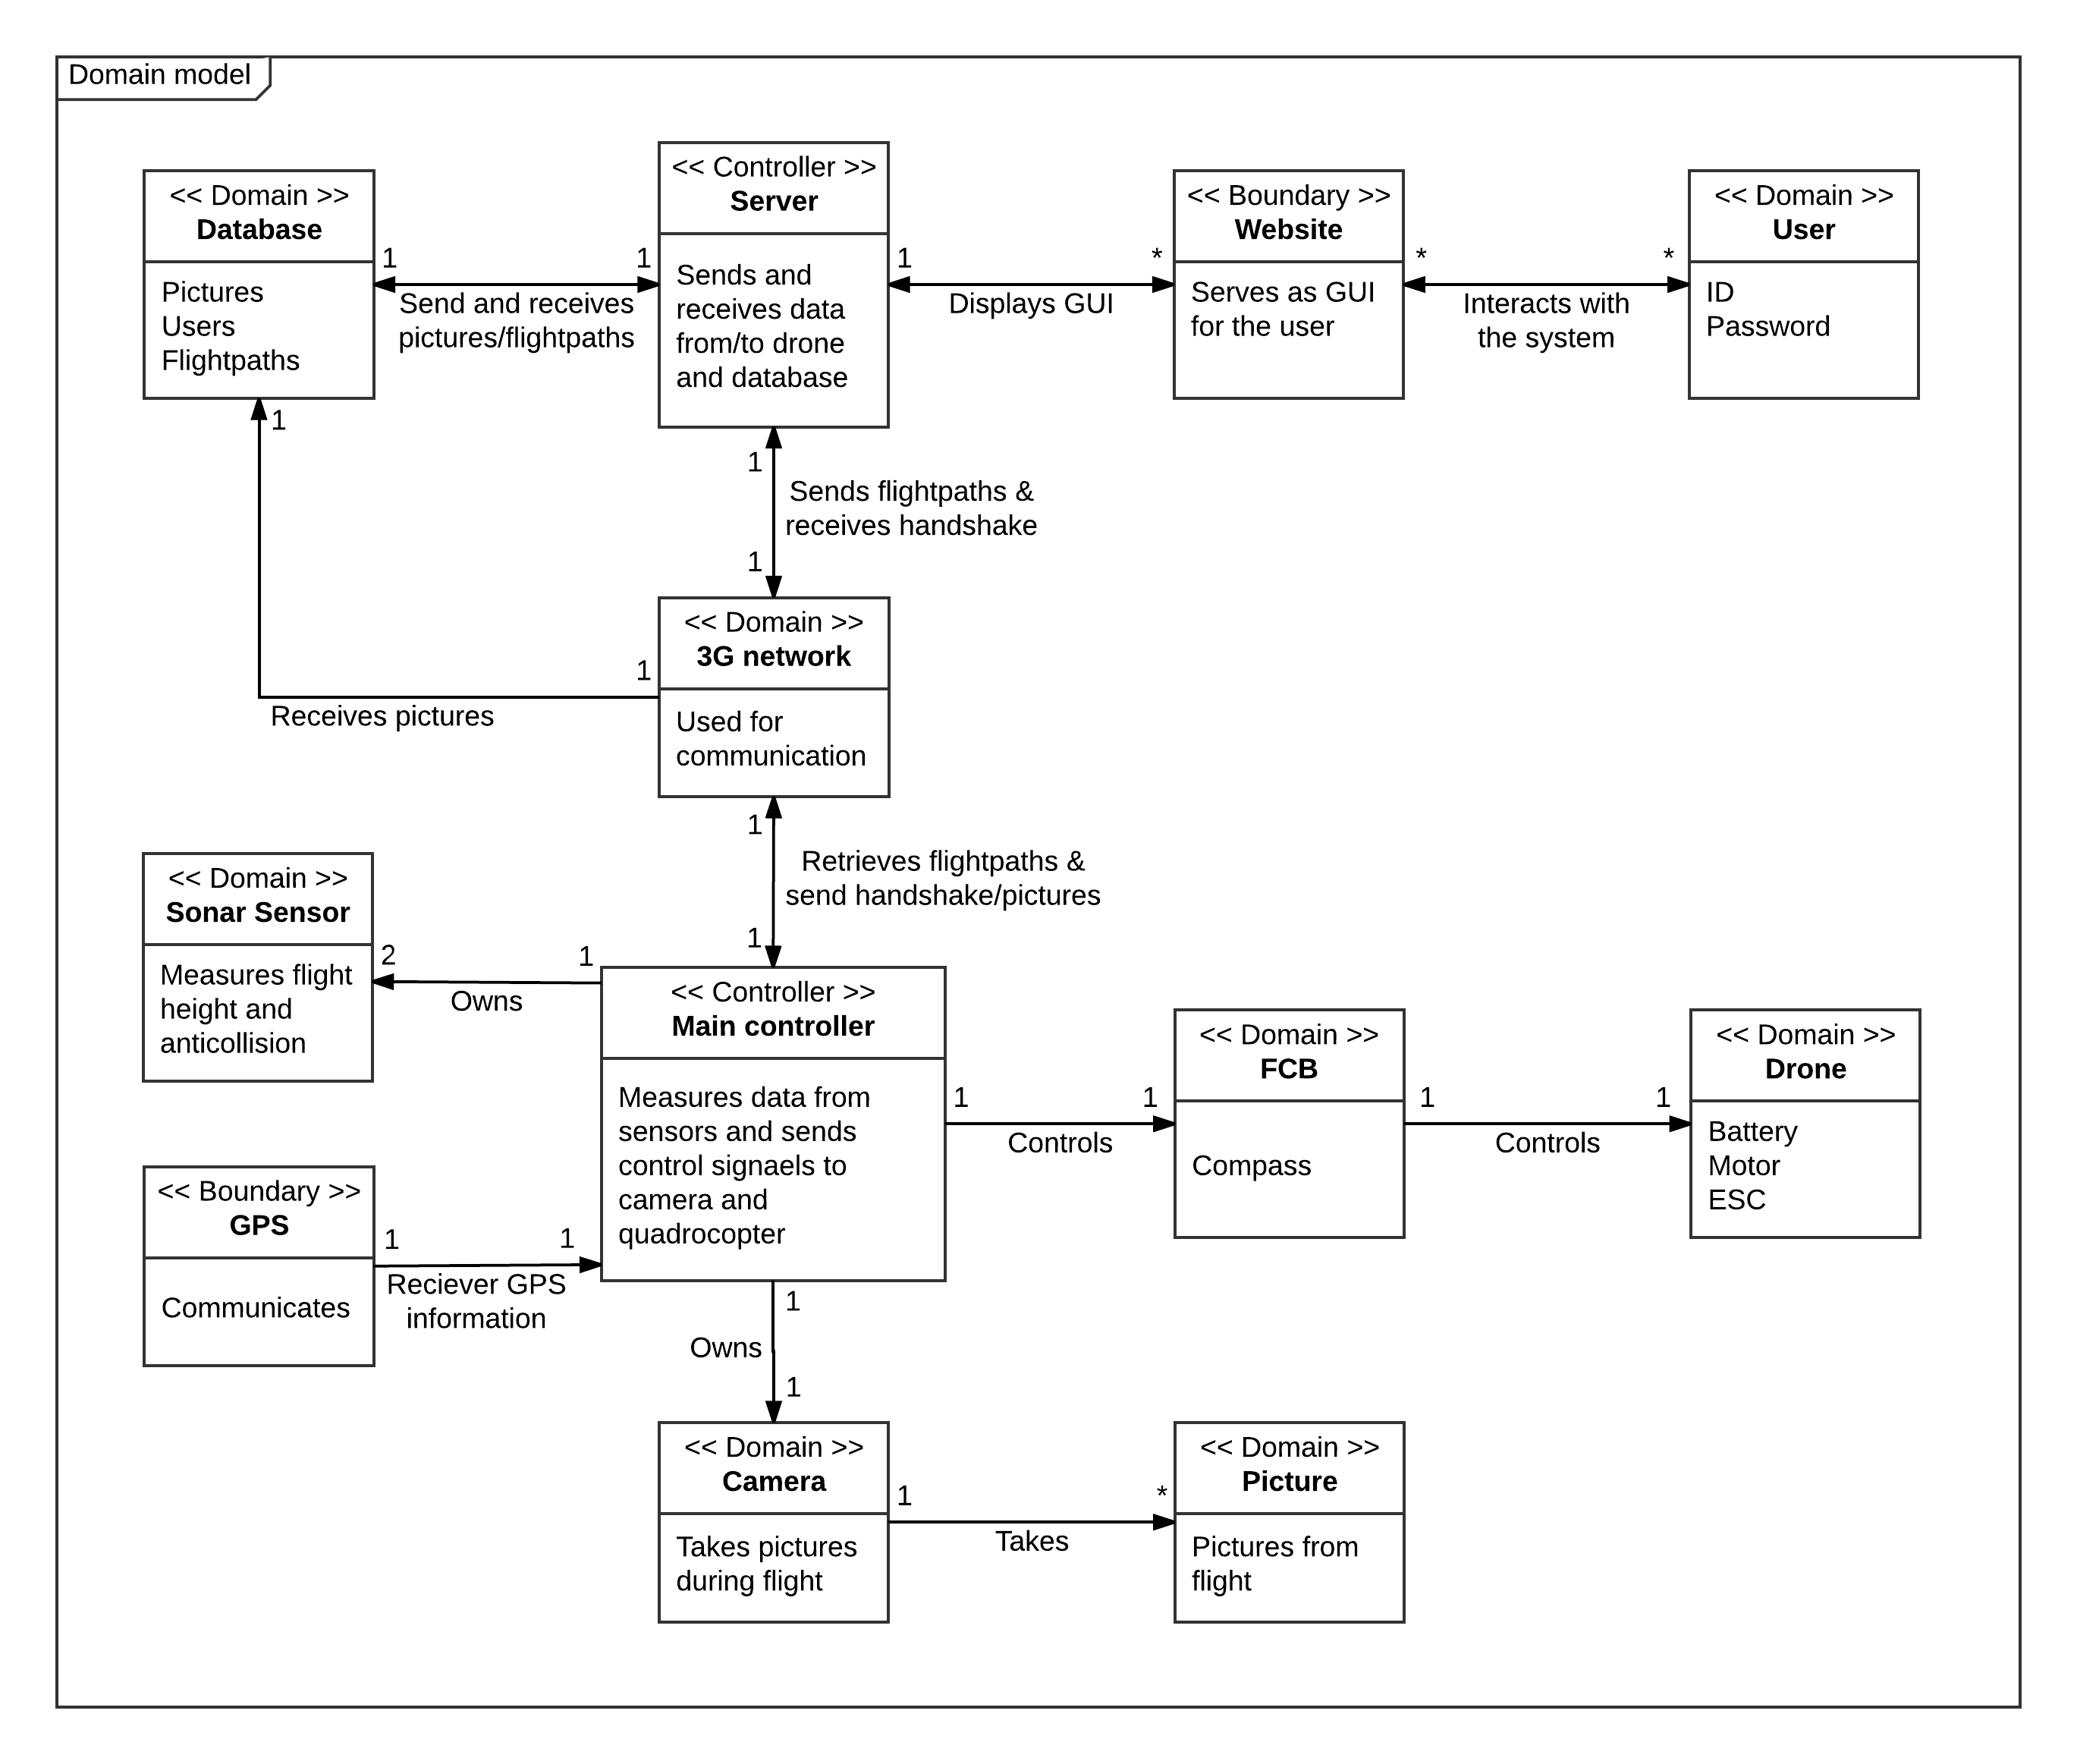 Domain model
<< Domain >>
Database
Pictures
Users
Flightpaths
1
1
Send and receives
pictures/flightpaths
<< Controller >>
Server
Sends and
receives data
from/to drone
and database
1
*
Displays GUI
<< Boundary >>
Website
Serves as GUI
for the user
*
*
Interacts with
the system
<< Domain >>
User
ID
Password
1
1
Sends flightpaths &
receives handshake
1
<< Domain >>
3G network
Used for
communication
1
Receives pictures
1
Retrieves flightpaths &
send handshake/pictures
1
<< Domain >>
Sonar Sensor
Measures flight
height and
anticollision
2
1
Owns
<< Controller >>
Main controller
Measures data from
sensors and sends
control signaels to
camera and
quadrocopter
1
1
Controls
<< Domain >>
FCB
Compass
1
1
Controls
<< Domain >>
Drone
Battery
Motor
ESC
<< Boundary >>
GPS
Communicates
1
1
Reciever GPS
information
1
Owns
1
<< Domain >>
Camera
Takes pictures
during flight
1
*
Takes
<< Domain >>
Picture
Pictures from
flight